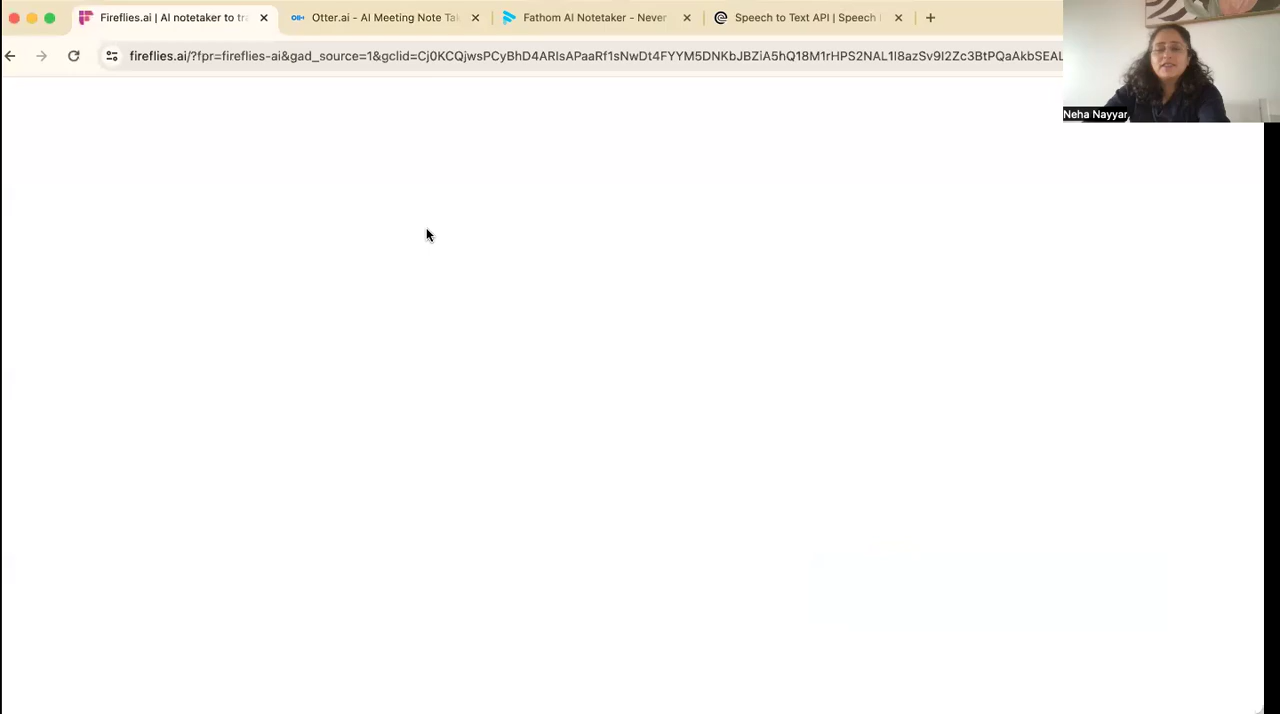 Fireflies.ai | AI notetaker to tr
Otter.ai - AI Meeting Note Tak
Fathom AI Notetaker - Never
Speech to Text API | Speech
fireflies.ai/?fpr=fireflies-ai&gad_source=1&gclid=Cj0KCQjwsPCyBhD4ARIsAPaaRf1sNwDt4FYYM5DNKbJBZiA5hQ18M1rHPS2NAL1I8azSv9I2Zc3BtPQaAkbSEAL
Neha Nayyar